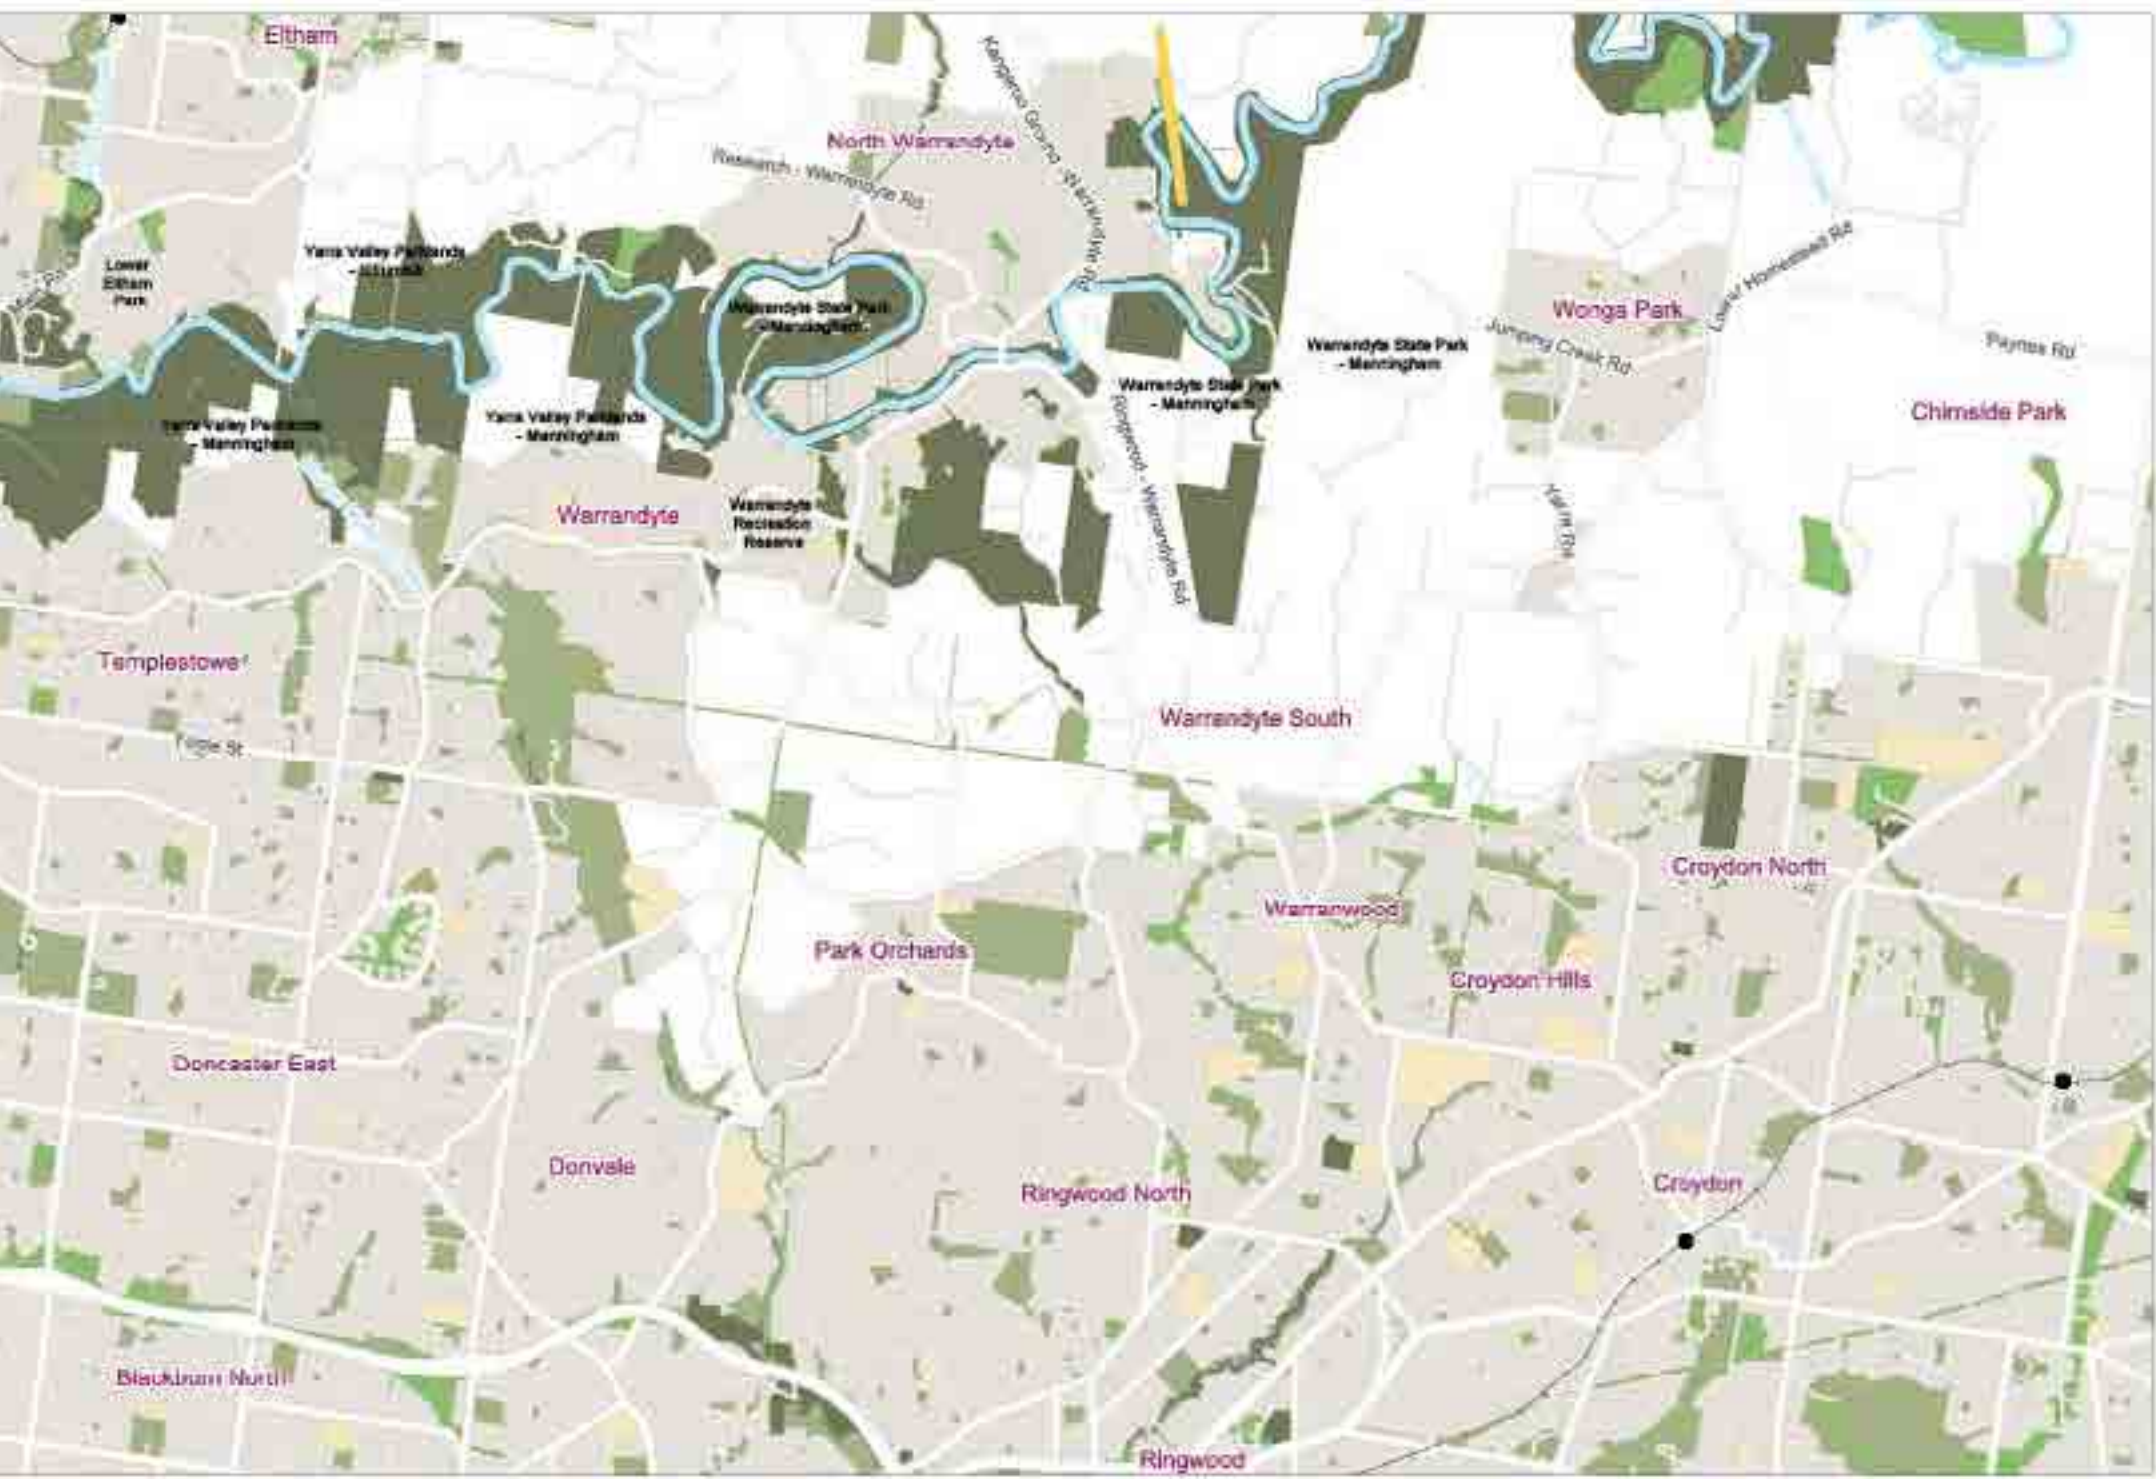 Eltham
North Warrandyte
Kangaroo Ground - Warrandyte Rd
Research - Warrandyte Rd
Yarra Valley Parklands
Lower
Eltham
Park
Warrandyte State Park
- Manningham
Wonga Park
Lower Homestead Rd
Jumping Creek Rd
Paynes Rd
Warrandyte State Park
- Manningham
Warrandyte State Park
- Manningham
Chirnside Park
Yarra Valley Parklands
- Manningham
Yarra Valley Parklands
- Manningham
Ringwood - Warrandyte Rd
Warrandyte
Warrandyte
Recreation
Reserve
Templestowe
Warrandyte South
Croydon North
Warranwood
Park Orchards
Croydon Hills
Doncaster East
Donvale
Ringwood North
Croydon
Blackburn North
Ringwood